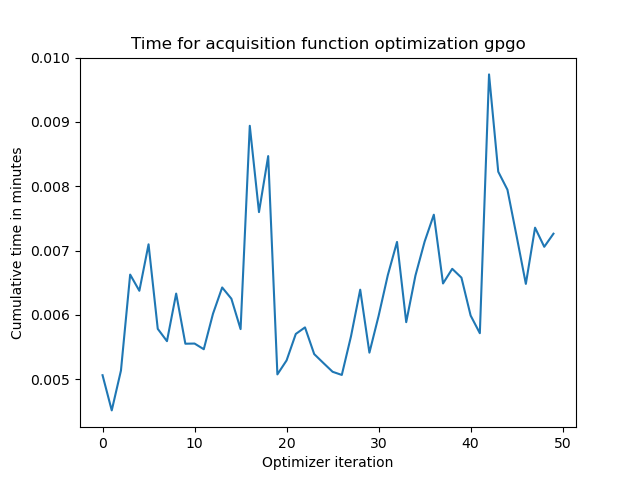 Time for acquisition function optimization gpgo
0.010
0.009
0.008
0.007
0.006
0.005
Cumulative time in minutes
0 10 20 30 40 50
Optimizer iteration